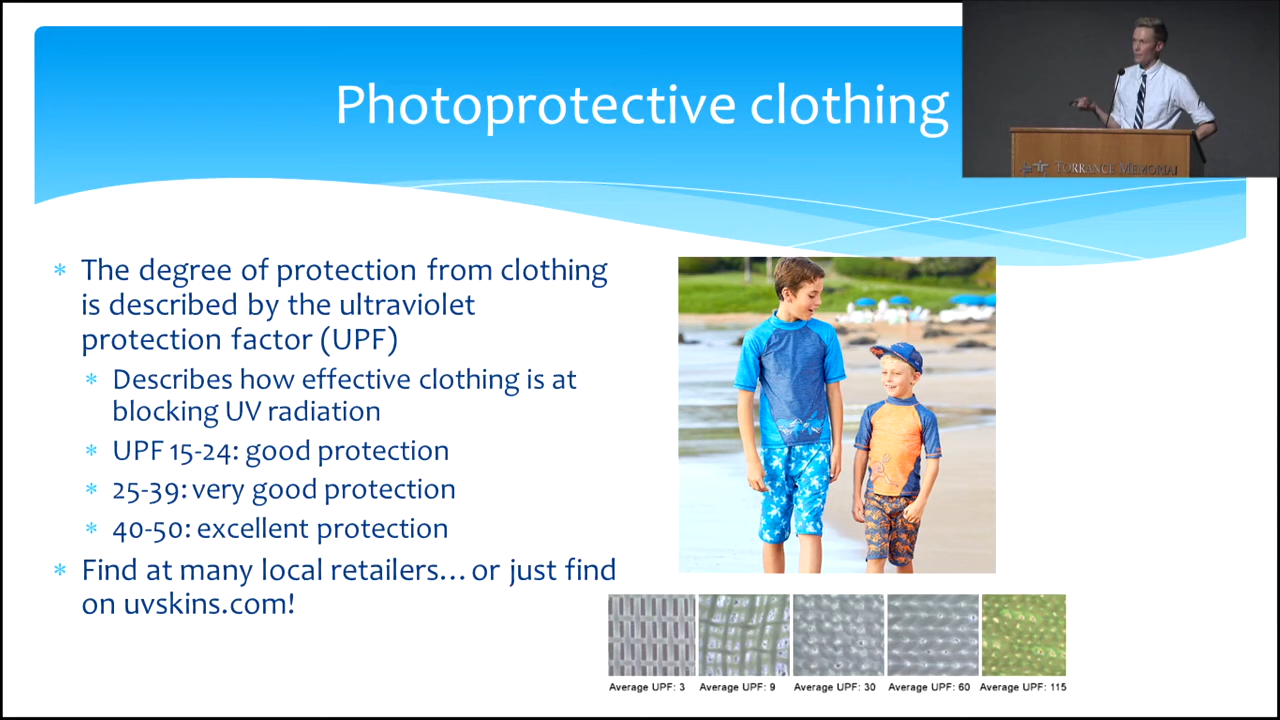 Photoprotective clothing
TORRANCE MEMORIAL
* The degree of protection from clothing
is described by the ultraviolet
protection factor (UPF)
* Describes how effective clothing is at
blocking UV radiation
* UPF 15-24: good protection
* 25-39: very good protection
* 40-50: excellent protection
* Find at many local retailers...or just find
on uvskins.com!
Average UPF: 3 Average UPF: 9 Average UPF: 30 Average UPF: 60 Average UPF: 115